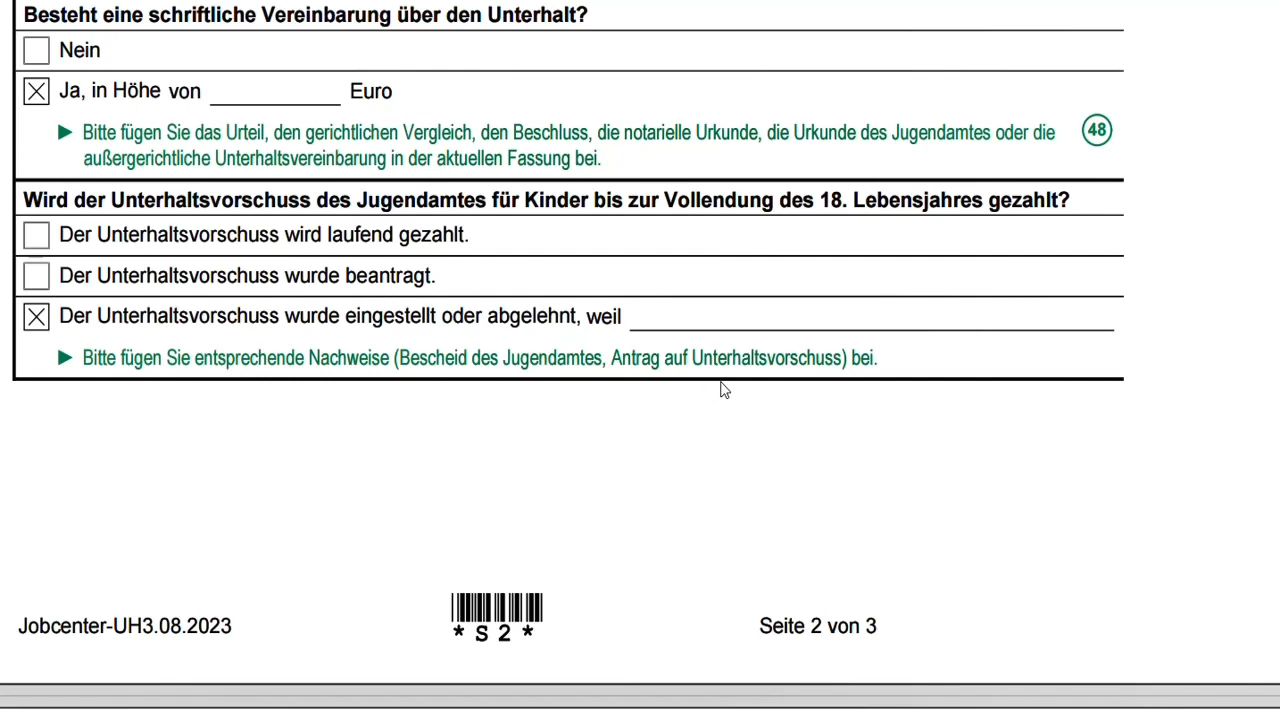 Besteht eine schriftliche Vereinbarung über den Unterhalt?
Nein
Ja, in Höhe von ____________ Euro
Bitte fügen Sie das Urteil, den gerichtlichen Vergleich, den Beschluss, die notarielle Urkunde, die Urkunde des Jugendamtes oder die 48
außergerichtliche Unterhaltsvereinbarung in der aktuellen Fassung bei.
Wird der Unterhaltsvorschuss des Jugendamtes für Kinder bis zur Vollendung des 18. Lebensjahres gezahlt?
Der Unterhaltsvorschuss wird laufend gezahlt.
Der Unterhaltsvorschuss wurde beantragt.
Der Unterhaltsvorschuss wurde eingestellt oder abgelehnt, weil ____________
Bitte fügen Sie entsprechende Nachweise (Bescheid des Jugendamtes, Antrag auf Unterhaltsvorschuss) bei.
Jobcenter-UH3.08.2023 * S 2 * Seite 2 von 3